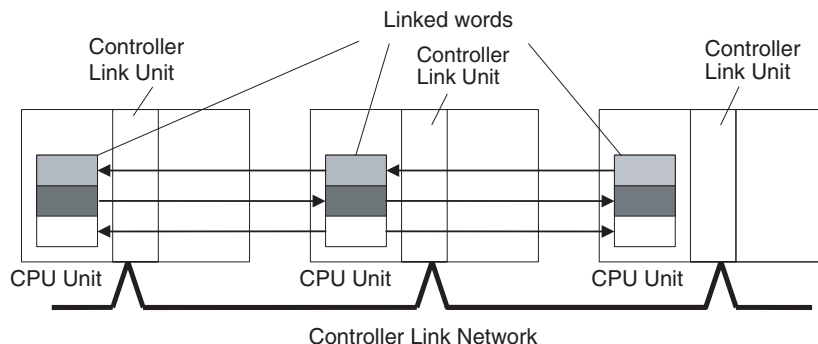 Linked words
Controller
Link Unit
Controller
Link Unit
Controller
Link Unit
CPU Unit
CPU Unit
CPU Unit
Controller Link Network